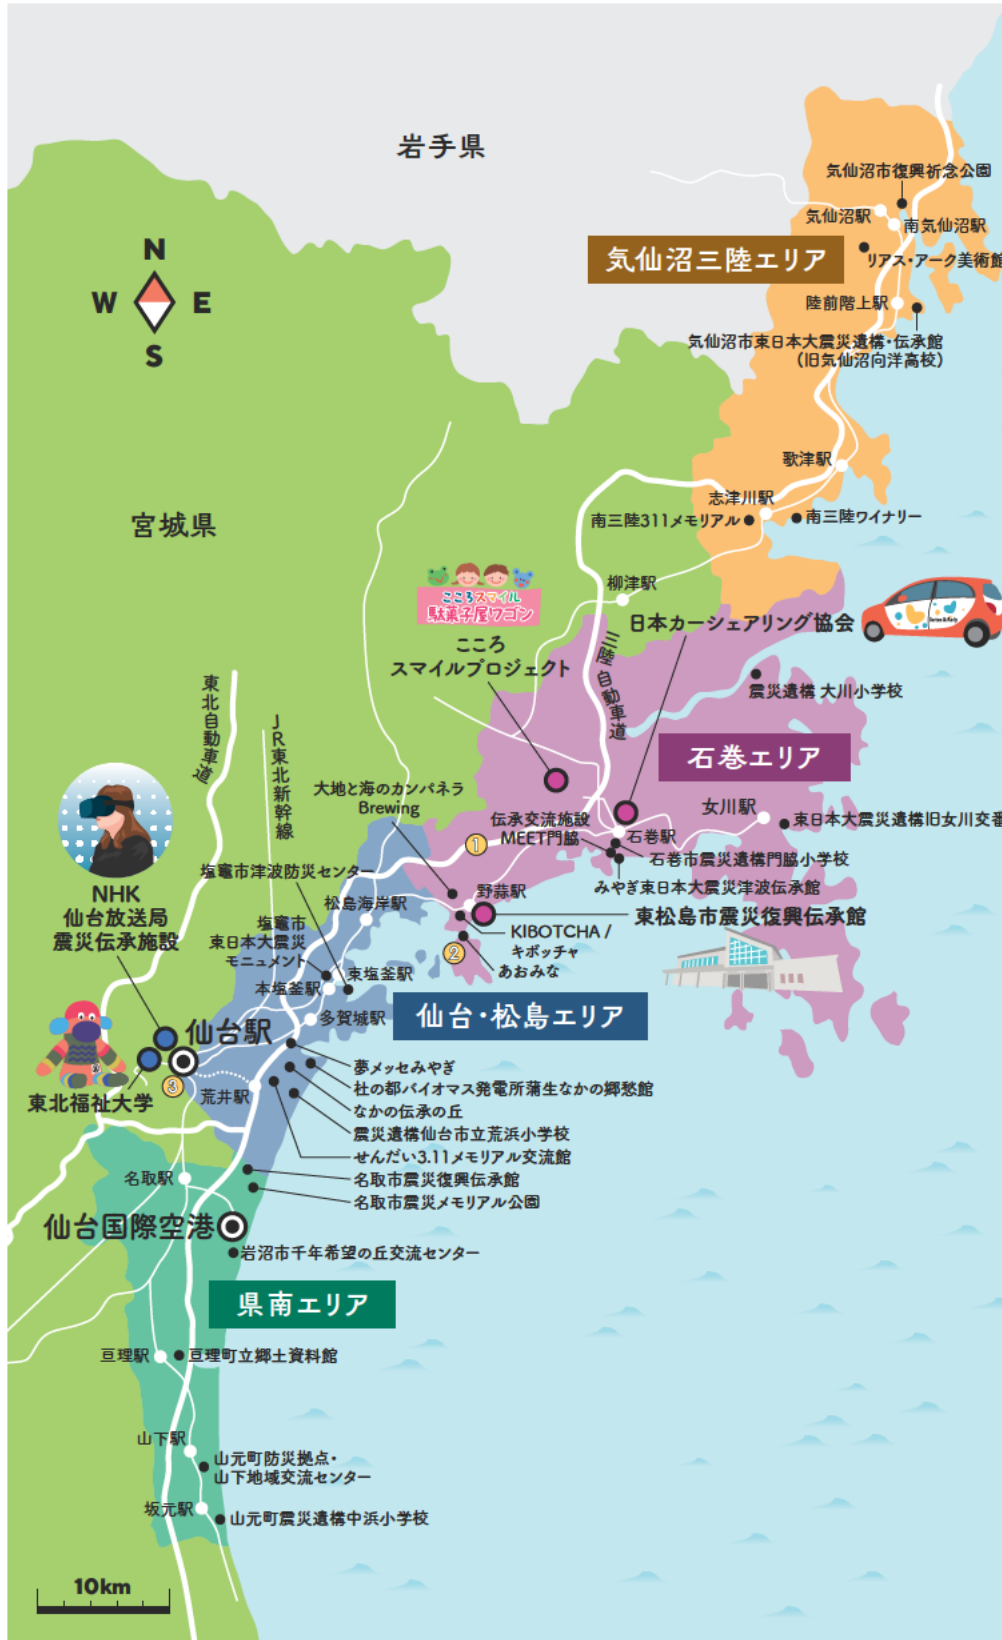 岩手県
気仙沼市復興祈念公園
気仙沼駅
南気仙沼駅
気仙沼三陸エリア
リアス・アーク美術館
N
W
E
S
陸前階上駅
気仙沼市東日本大震災遺構・伝承館
(旧気仙沼向洋高校)
歌津駅
志津川駅
宮城県
南三陸311メモリアル
南三陸ワイナリー
柳津駅
こころスマイル
駄菓子屋ワゴン
日本カーシェアリング協会
こころ
スマイルプロジェクト
三陸自動車道
震災遺構 大川小学校
東北自動車道
JR東北新幹線
石巻エリア
大地と海のカンパネラ
Brewing
女川駅
伝承交流施設
MEET門脇
石巻駅
東日本大震災遺構旧女川交番
①
石巻市震災遺構門脇小学校
塩竈市津波防災センター
みやぎ東日本大震災津波伝承館
NHK
仙台放送局
震災伝承施設
野蒜駅
松島海岸駅
東松島市震災復興伝承館
塩竈市
東日本大震災
モニュメント
KIBOTCHA /
キボッチャ
②
あおみな
東塩釜駅
本塩釜駅
仙台・松島エリア
多賀城駅
仙台駅
夢メッセみやぎ
③
杜の都バイオマス発電所蒲生なかの郷愁館
荒井駅
東北福祉大学
なかの伝承の丘
震災遺構仙台市立荒浜小学校
せんだい3.11メモリアル交流館
名取駅
名取市震災復興伝承館
名取市震災メモリアル公園
仙台国際空港
岩沼市千年希望の丘交流センター
県南エリア
亘理駅
亘理町立郷土資料館
山下駅
山元町防災拠点・
山下地域交流センター
坂元駅
山元町震災遺構中浜小学校
10km